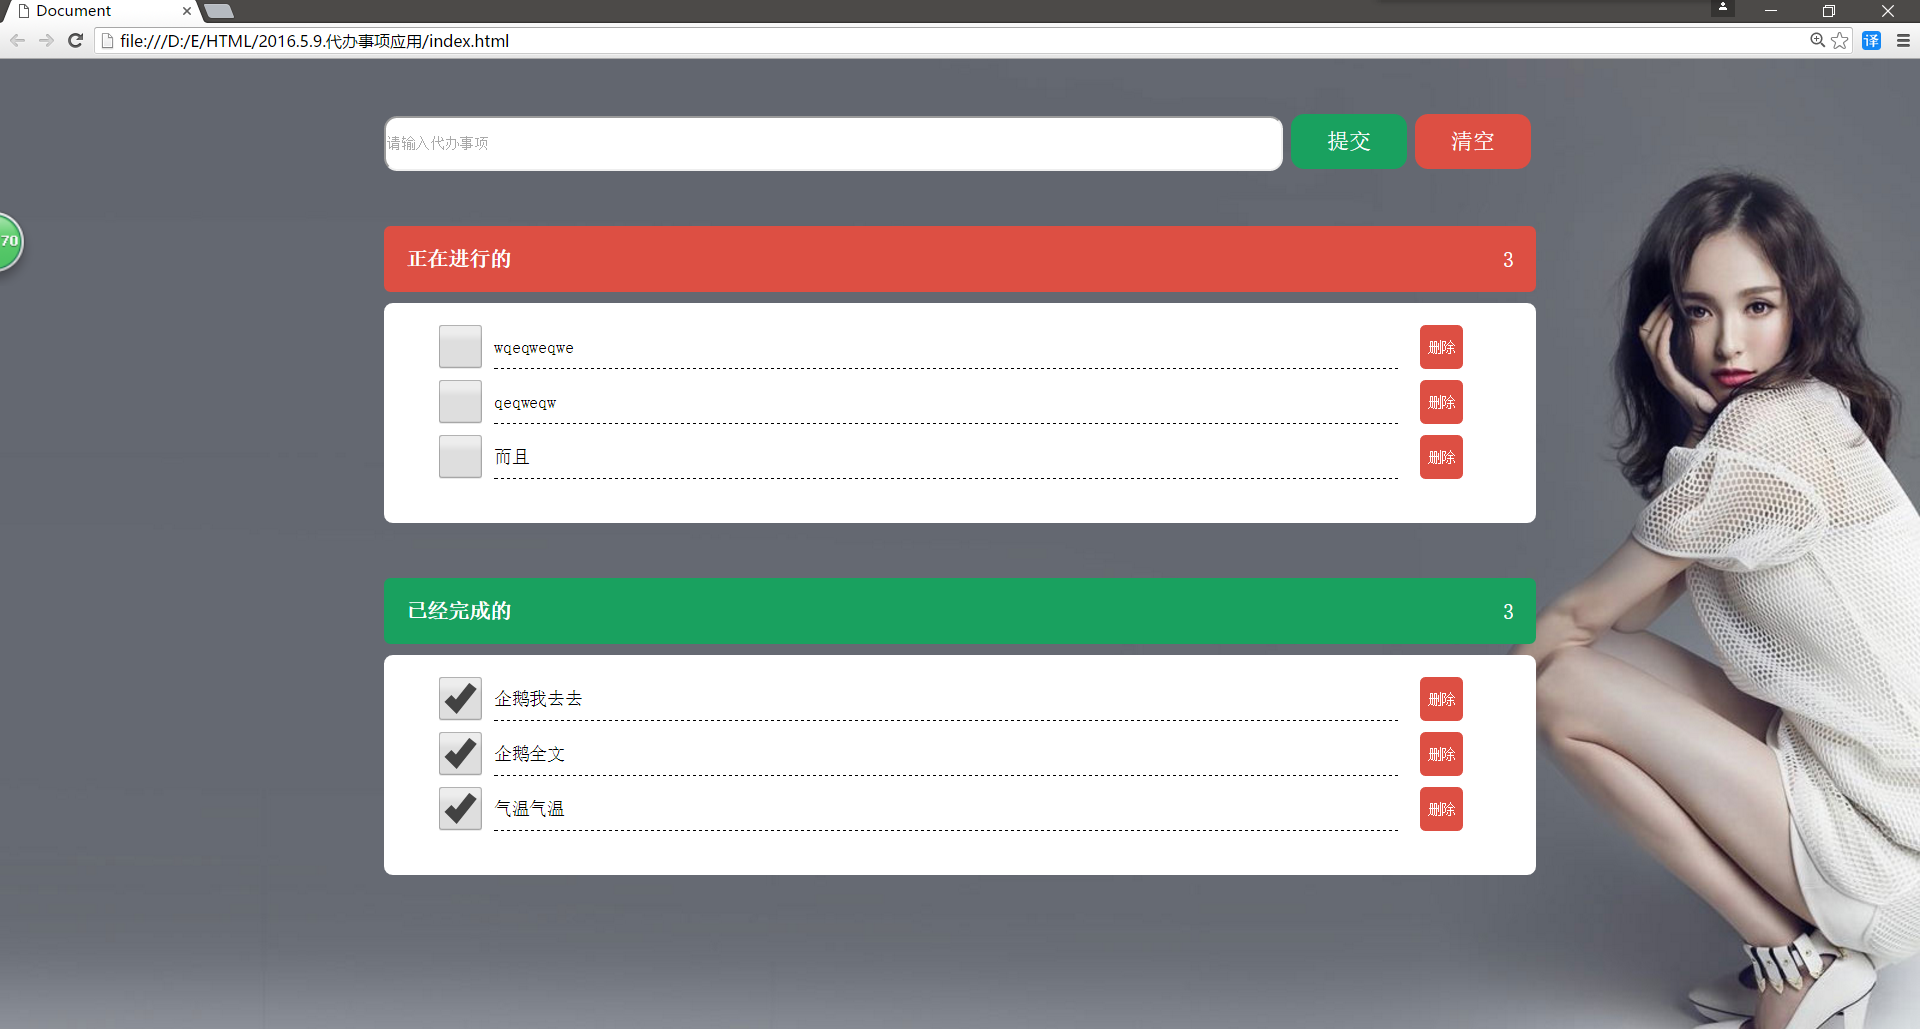 Document
file:///D:/E/HTML/2016.5.9.代办事项应用/index.html
译
请输入代办事项
提交
清空
70
正在进行的
3
wqeqweqwe
删除
qeqweqw
删除
而且
删除
已经完成的
3
企鹅我去去
删除
企鹅全文
删除
气温气温
删除